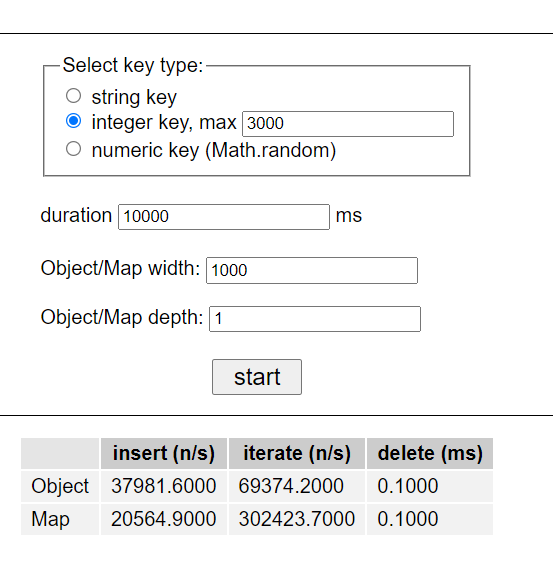 Select key type:
string key
integer key, max 3000
numeric key (Math.random)
duration 10000 ms
Object/Map width: 1000
Object/Map depth: 1
start
insert (n/s) iterate (n/s) delete (ms)
Object 37981.6000 69374.2000 0.1000
Map 20564.9000 302423.7000 0.1000